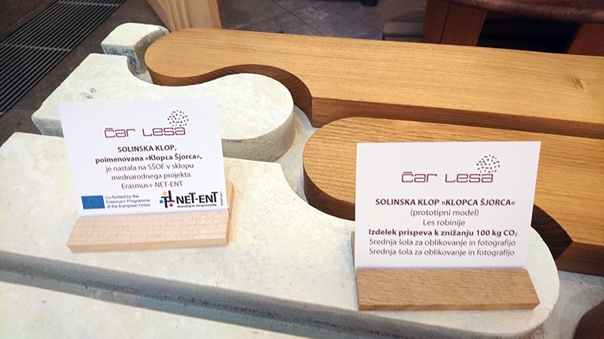 čar lesa
SOLINSKA KLOP,
poimenovana »Klopca Šjorca«,
je nastala na SŠOF v sklopu
mednarodnega projekta
Erasmus+ NET-ENT
Co-funded by the
Erasmus+ Programme
of the European Union
NET-ENT
čar lesa
SOLINSKI KLOP »KLOPCA ŠJORCA«
(prototipni model)
Les robinije
Izdelek prispeva k znižanju 100 kg CO₂
Srednja šola za oblikovanje in fotografijo
Srednja šola za oblikovanje in fotografijo